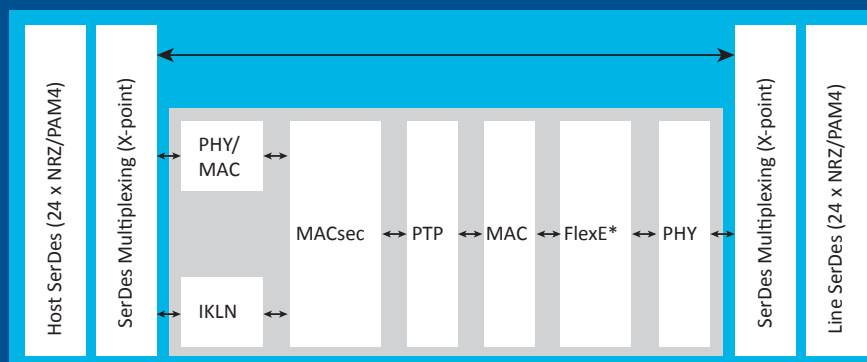 Host SerDes (24 x NRZ/PAM4)
SerDes Multiplexing (X-point)
PHY/
MAC
IKLN
MACsec
PTP
MAC
FlexE*
PHY
SerDes Multiplexing (X-point)
Line SerDes (24 x NRZ/PAM4)